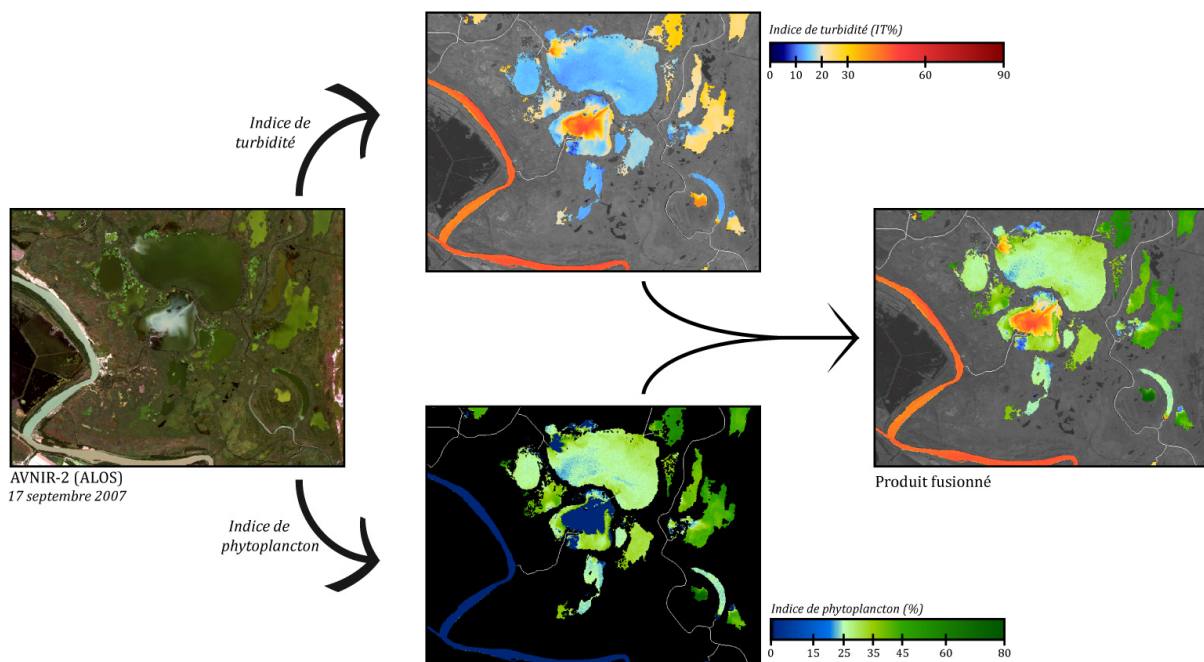 Indice de turbidité (IT%)
0 10 20 30 60 90
Indice de
turbidité
AVNIR-2 (ALOS)
17 septembre 2007
Produit fusionné
Indice de
phytoplancton
Indice de phytoplancton (%)
0 15 25 35 45 60 80